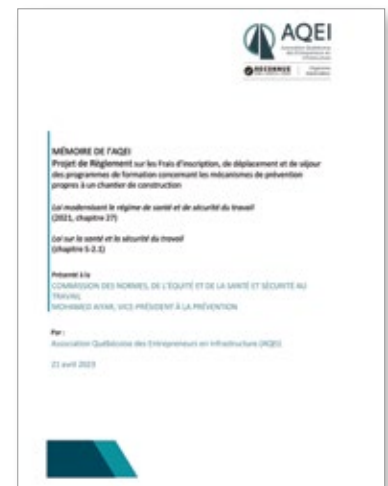 AQEI
Association Québécoise
des Entrepreneurs en
Infrastructure
RECONNUE
MÉMOIRE DE l'AQEI
Projet de Règlement sur les Frais d'inscription, de déplacement et de séjour
des programmes de formation concernant les mécanismes de prévention
propres à un chantier de construction
Loi modernisant le régime de santé et de sécurité du travail
(2021, chapitre 27)
Loi sur la santé et la sécurité du travail
(chapitre S-2.1)
Présenté à la
COMMISSION DES NORMES, DE L'ÉQUITÉ ET DE LA SANTÉ ET SÉCURITÉ AU
TRAVAIL
MOHAMED AIYAR, VICE-PRÉSIDENT À LA PRÉVENTION
Par :
Association Québécoise des Entrepreneurs en Infrastructure (AQEI)
21 avril 2023